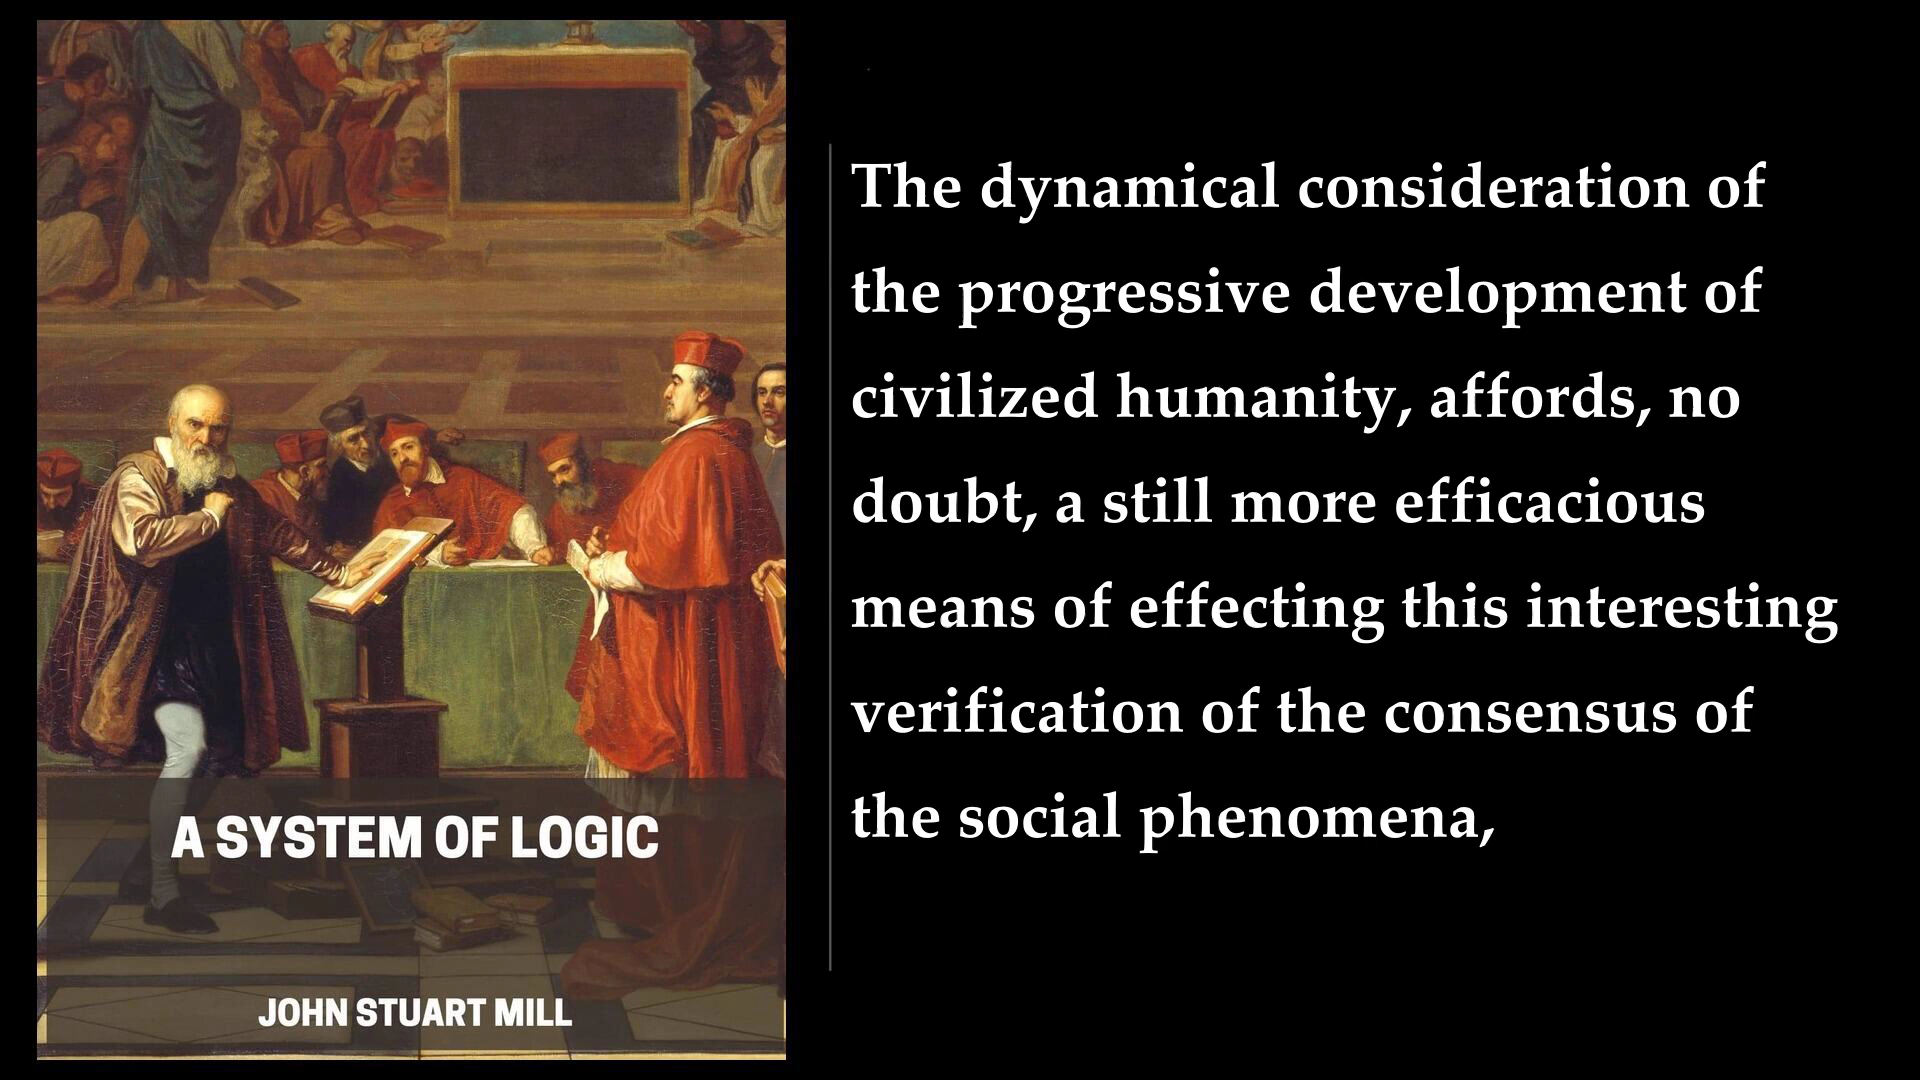 A SYSTEM OF LOGIC
JOHN STUART MILL
The dynamical consideration of
the progressive development of
civilized humanity, affords, no
doubt, a still more efficacious
means of effecting this interesting
verification of the consensus of
the social phenomena,